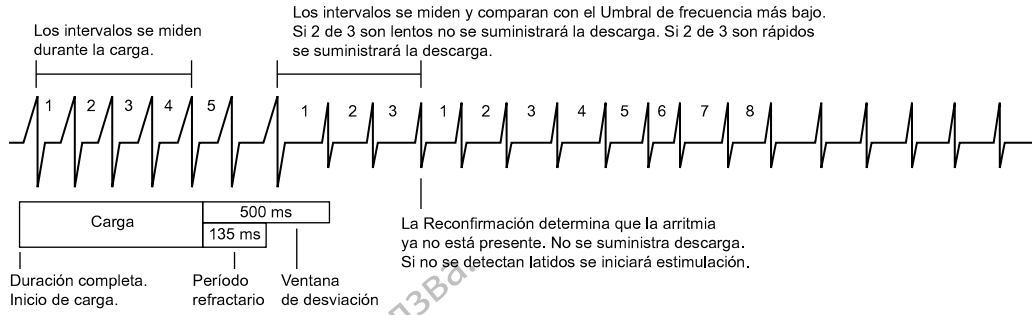 Los intervalos se miden y comparan con el Umbral de frecuencia más bajo.
Si 2 de 3 son lentos no se suministrará la descarga. Si 2 de 3 son rápidos
se suministrará la descarga.
Los intervalos se miden
durante la carga.
1 2 3 4 5 1 2 3 1 2 3 4 5 6 7 8
Carga
500 ms
135 ms
Duración completa.
Inicio de carga.
Período
refractario
Ventana
de desviación
La Reconfirmación determina que la arritmia
ya no está presente. No se suministra descarga.
Si no se detectan latidos se iniciará estimulación.